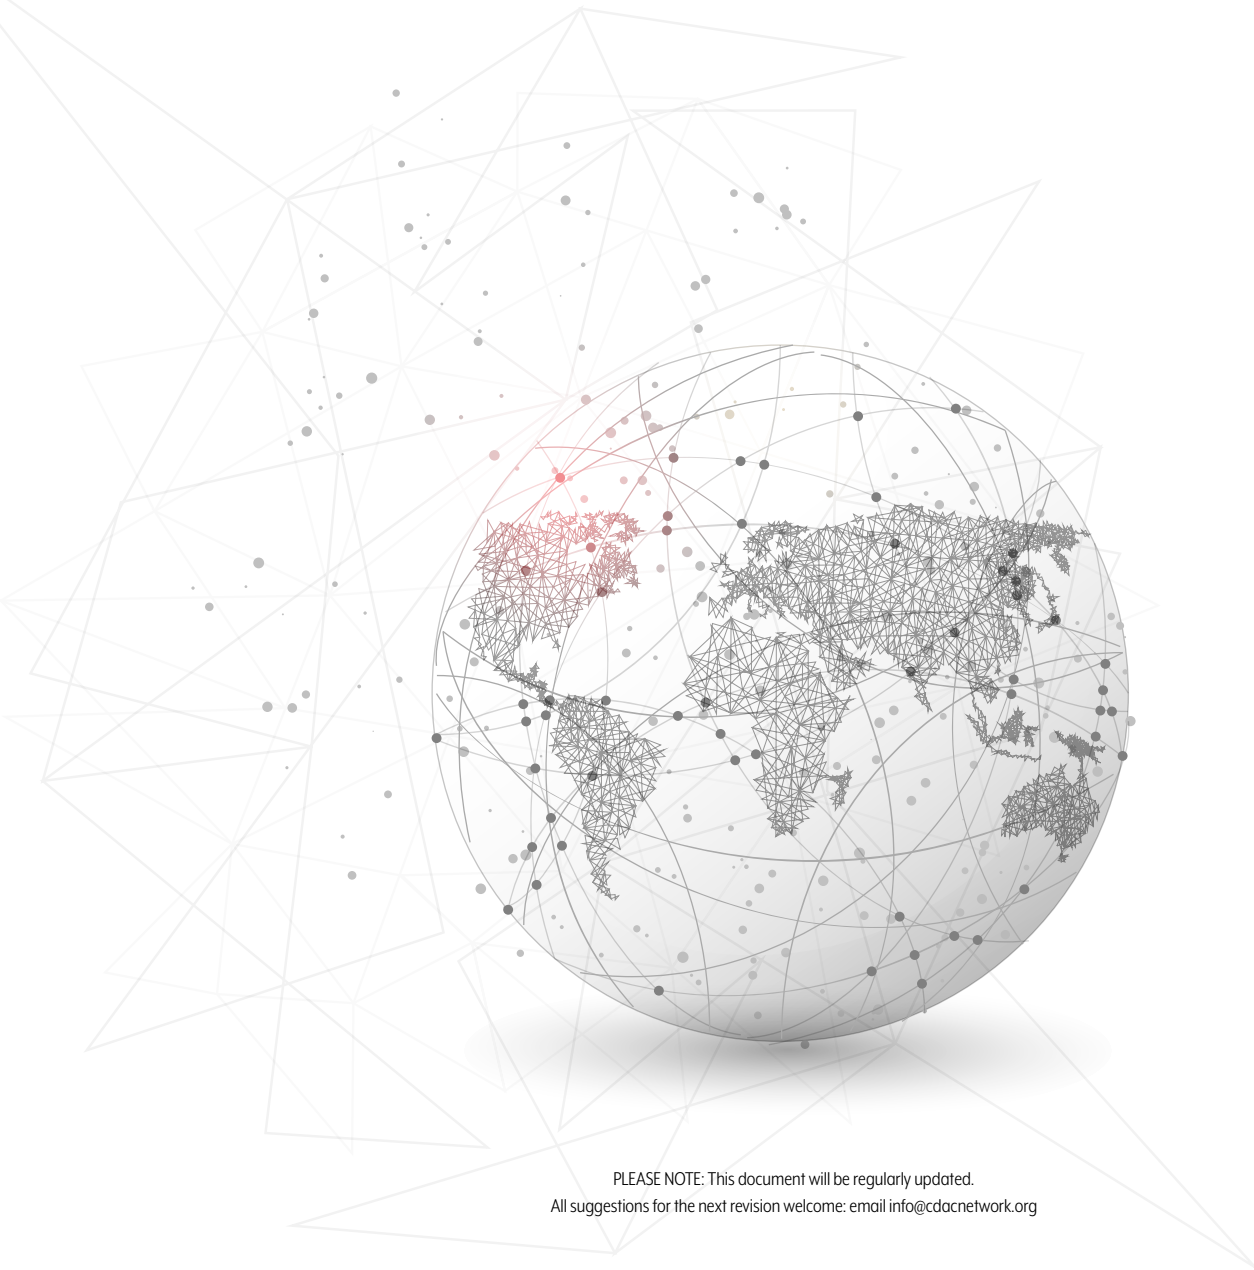 PLEASE NOTE: This document will be regularly updated.
All suggestions for the next revision welcome: email info@cdacnetwork.org